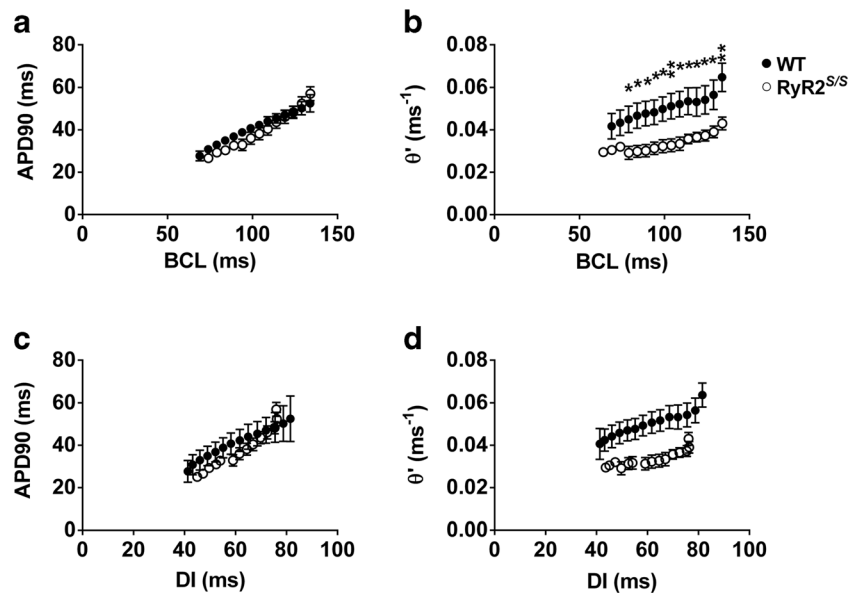 a
b
80
60
40
20
0
APD90 (ms)
0
50
100
150
BCL (ms)
0.08
0.06
0.04
0.02
0.00
θ' (ms-1)
0
50
100
150
BCL (ms)
* * * * * * * * * * * * * *
WT
RyR2S/S
c
d
80
60
40
20
0
APD90 (ms)
0
20
40
60
80
100
DI (ms)
0.08
0.06
0.04
0.02
0.00
θ' (ms-1)
0
20
40
60
80
100
DI (ms)